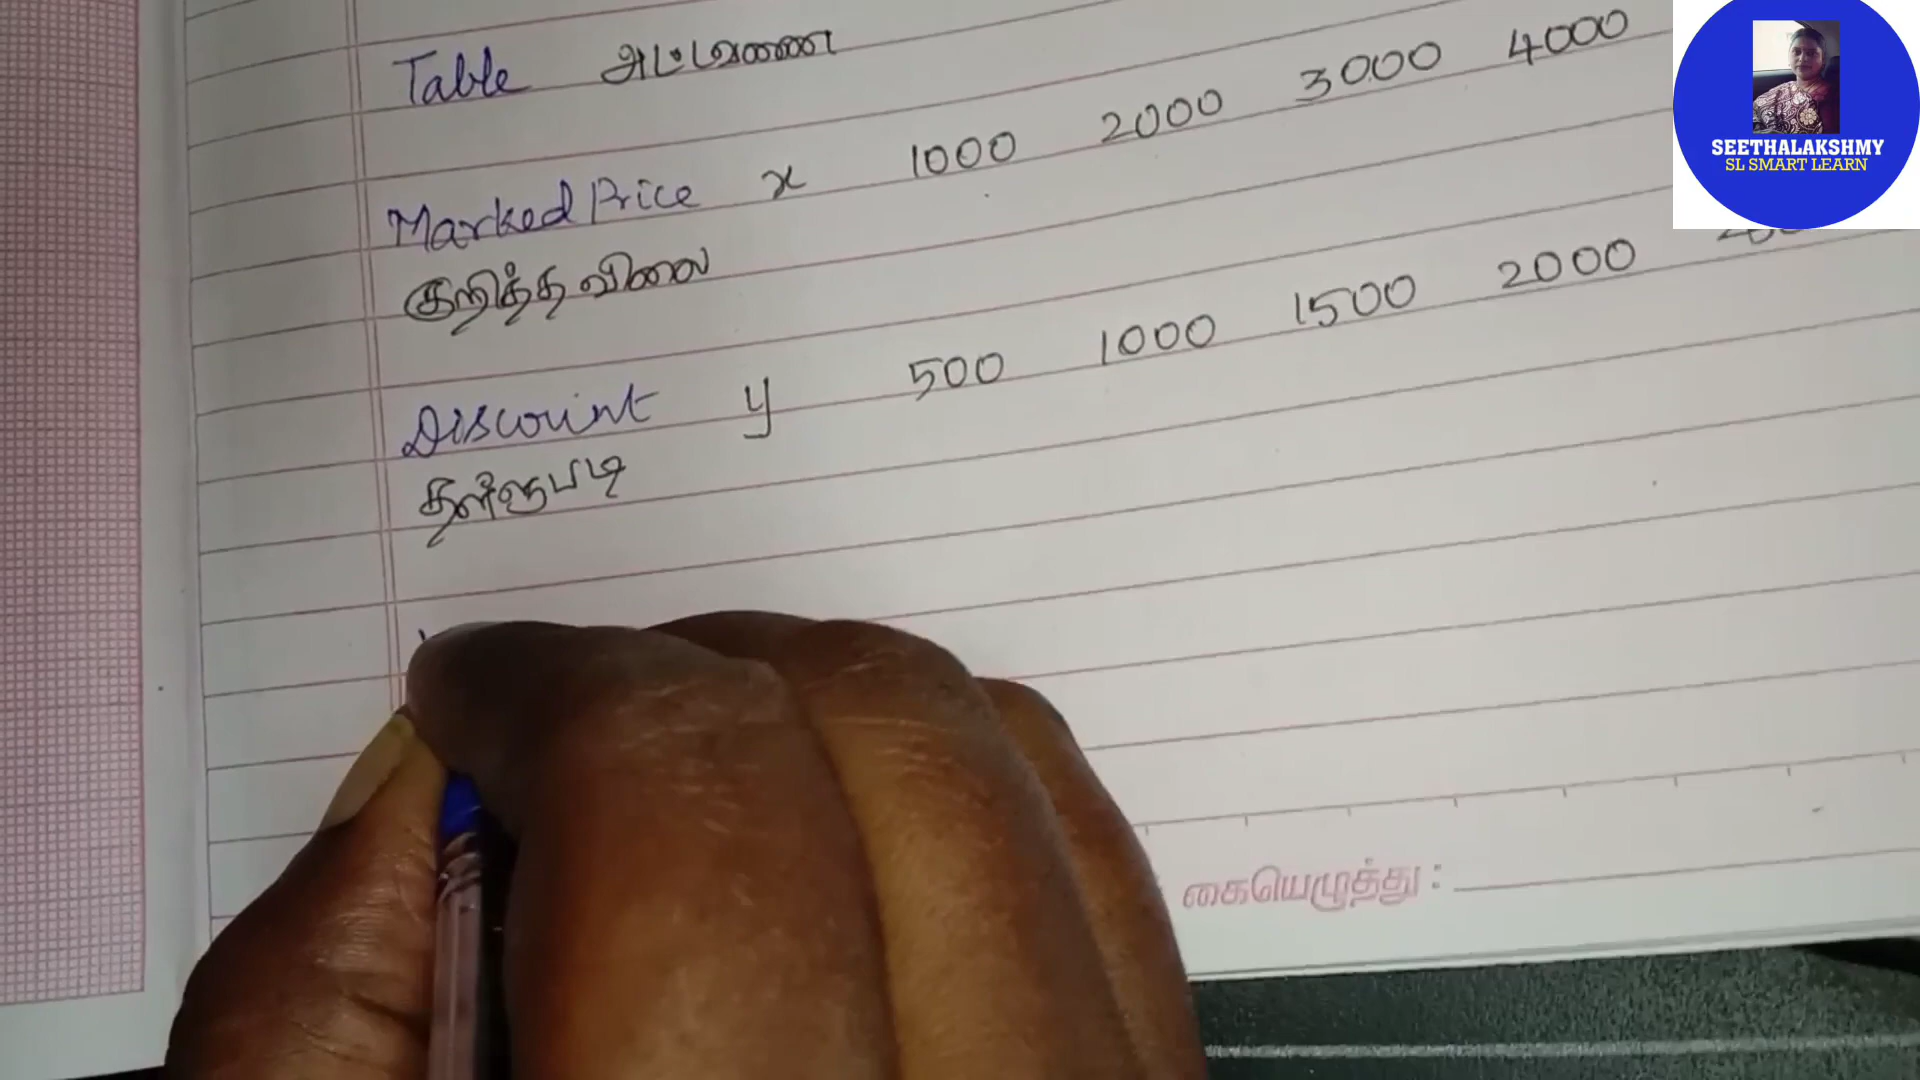 Table அட்டவணை
Marked Price x 1000 2000 3000 4000
குறித்த விலை
Discount y 500 1000 1500 2000
தள்ளுபடி
கையெழுத்து :
SEETHALAKSHMY
SL SMART LEARN